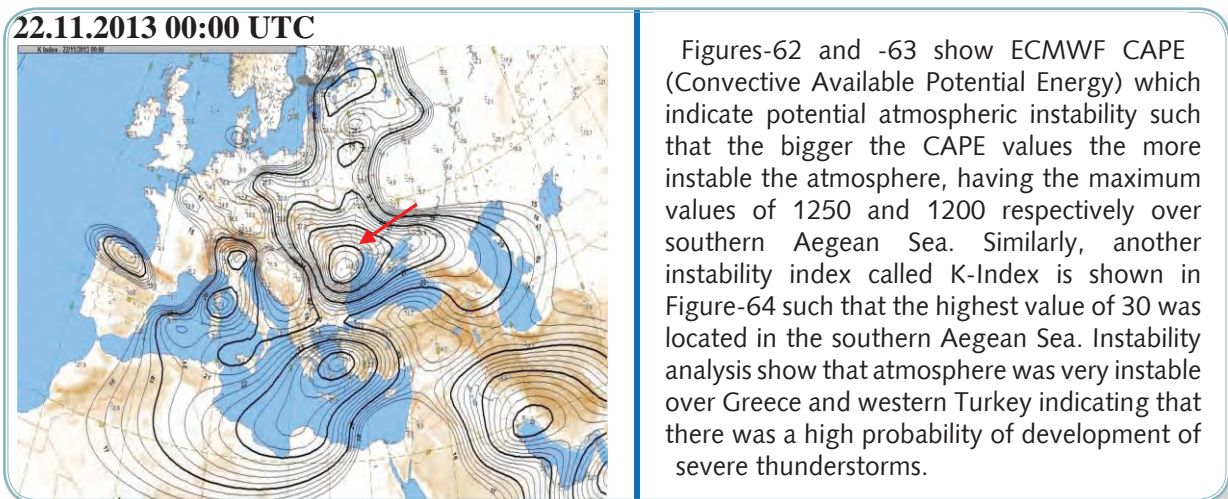 22.11.2013 00:00 UTC
K Index - 22/11/2013 00:00
Figures-62 and -63 show ECMWF CAPE
(Convective Available Potential Energy) which
indicate potential atmospheric instability such
that the bigger the CAPE values the more
instable the atmosphere, having the maximum
values of 1250 and 1200 respectively over
southern Aegean Sea. Similarly, another
instability index called K-Index is shown in
Figure-64 such that the highest value of 30 was
located in the southern Aegean Sea. Instability
analysis show that atmosphere was very instable
over Greece and western Turkey indicating that
there was a high probability of development of
severe thunderstorms.